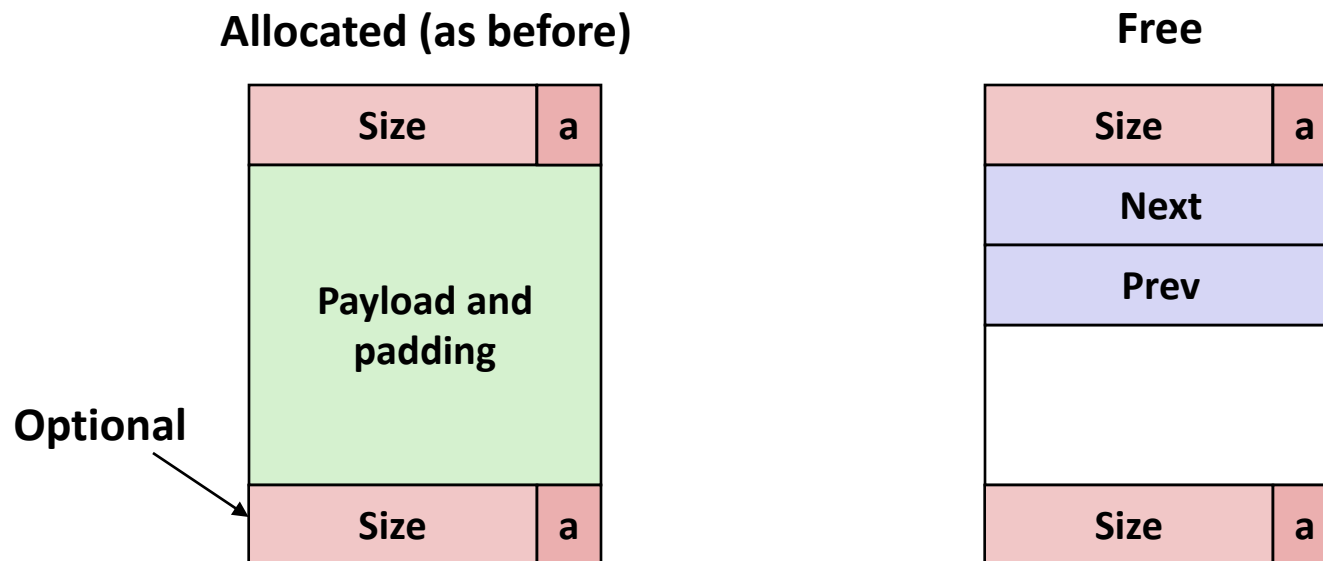 Allocated (as before)
Free
Size a
Size a
Next
Prev
Payload and
padding
Optional
Size a
Size a